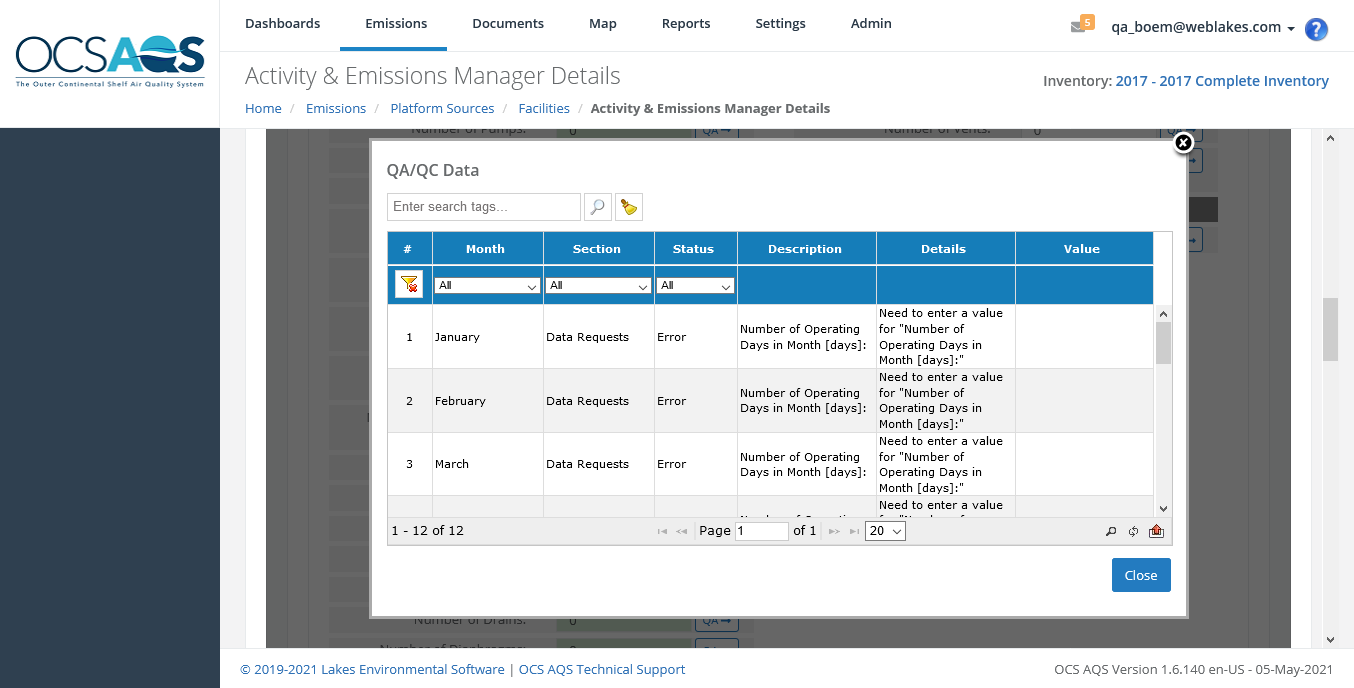 Dashboards Emissions Documents Map Reports Settings Admin 5 qa_boem@weblakes.com ?
OCSAQS
The Outer Continental Shelf Air Quality System
Activity & Emissions Manager Details
Inventory: 2017 - 2017 Complete Inventory
Home / Emissions / Platform Sources / Facilities / Activity & Emissions Manager Details
Number of Pumps: 0 QA Number of Vents: 0
QA/QC Data
Enter search tags...
# Month Section Status Description Details Value
All All All
1 January Data Requests Error Number of Operating Days in Month [days]: Need to enter a value for "Number of Operating Days in Month [days]:"
2 February Data Requests Error Number of Operating Days in Month [days]: Need to enter a value for "Number of Operating Days in Month [days]:"
3 March Data Requests Error Number of Operating Days in Month [days]: Need to enter a value for "Number of Operating Days in Month [days]:"
Need to enter a value
1 - 12 of 12 Page 1 of 1 20
Close
Number of Drains: 0 QA
Number of Diaphragms: 0 QA
© 2019-2021 Lakes Environmental Software | OCS AQS Technical Support
OCS AQS Version 1.6.140 en-US - 05-May-2021